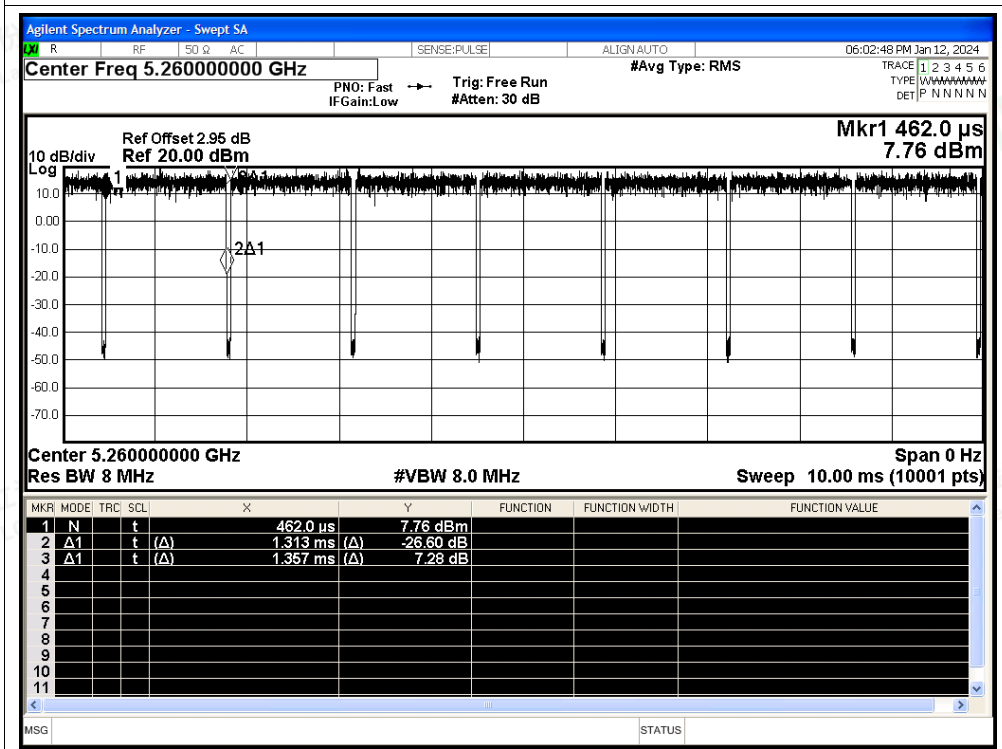 Agilent Spectrum Analyzer - Swept SA
LXI R RF 50 Ω AC SENSE:PULSE ALIGN AUTO 06:02:48 PM Jan 12, 2024
Center Freq 5.260000000 GHz #Avg Type: RMS TRACE 1 2 3 4 5 6
PNO: Fast Trig: Free Run TYPE WWWWWW
IFGain:Low #Atten: 30 dB DET P N N N N N
Mkr1 462.0 µs
Ref Offset 2.95 dB
10 dB/div Ref 20.00 dBm 7.76 dBm
Log
1
10.0
0.00
-10.0
2Δ1
-20.0
-30.0
-40.0
-50.0
-60.0
-70.0
Center 5.260000000 GHz Span 0 Hz
Res BW 8 MHz #VBW 8.0 MHz Sweep 10.00 ms (10001 pts)
MKR MODE TRC SCL X Y FUNCTION FUNCTION WIDTH FUNCTION VALUE
1 N t 462.0 µs 7.76 dBm
2 Δ1 t (Δ) 1.313 ms (Δ) -26.60 dB
3 Δ1 t (Δ) 1.357 ms (Δ) 7.28 dB
4
5
6
7
8
9
10
11
MSG STATUS